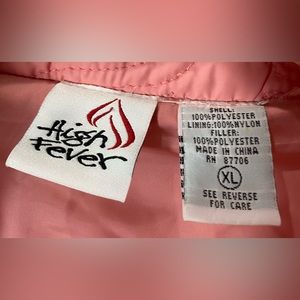 High
Fever
SHELL:
100%POLYESTER
LINING:100%NYLON
FILLER:
100%POLYESTER
MADE IN CHINA
RN 87706
XL
SEE REVERSE
FOR CARE